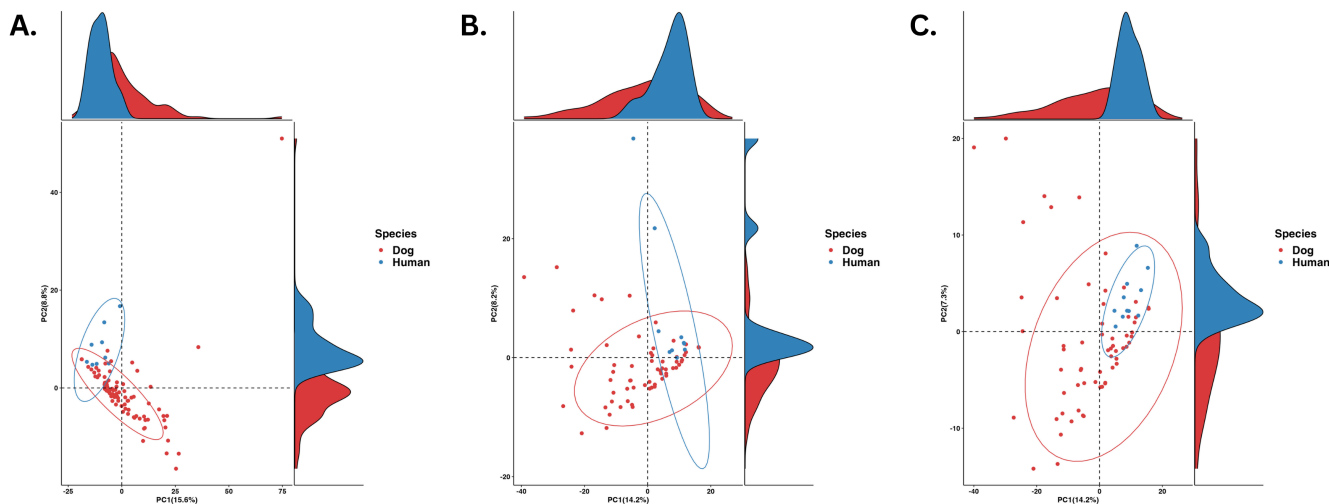 A.
B.
C.
40
20
0
-25
0
25
50
75
PC2(8.8%)
PC1(15.6%)
Species
Dog
Human
20
0
-20
-40
-20
0
20
PC2(8.2%)
PC1(14.2%)
Species
Dog
Human
20
10
0
-10
-40
-20
0
20
PC2(7.3%)
PC1(14.2%)
Species
Dog
Human